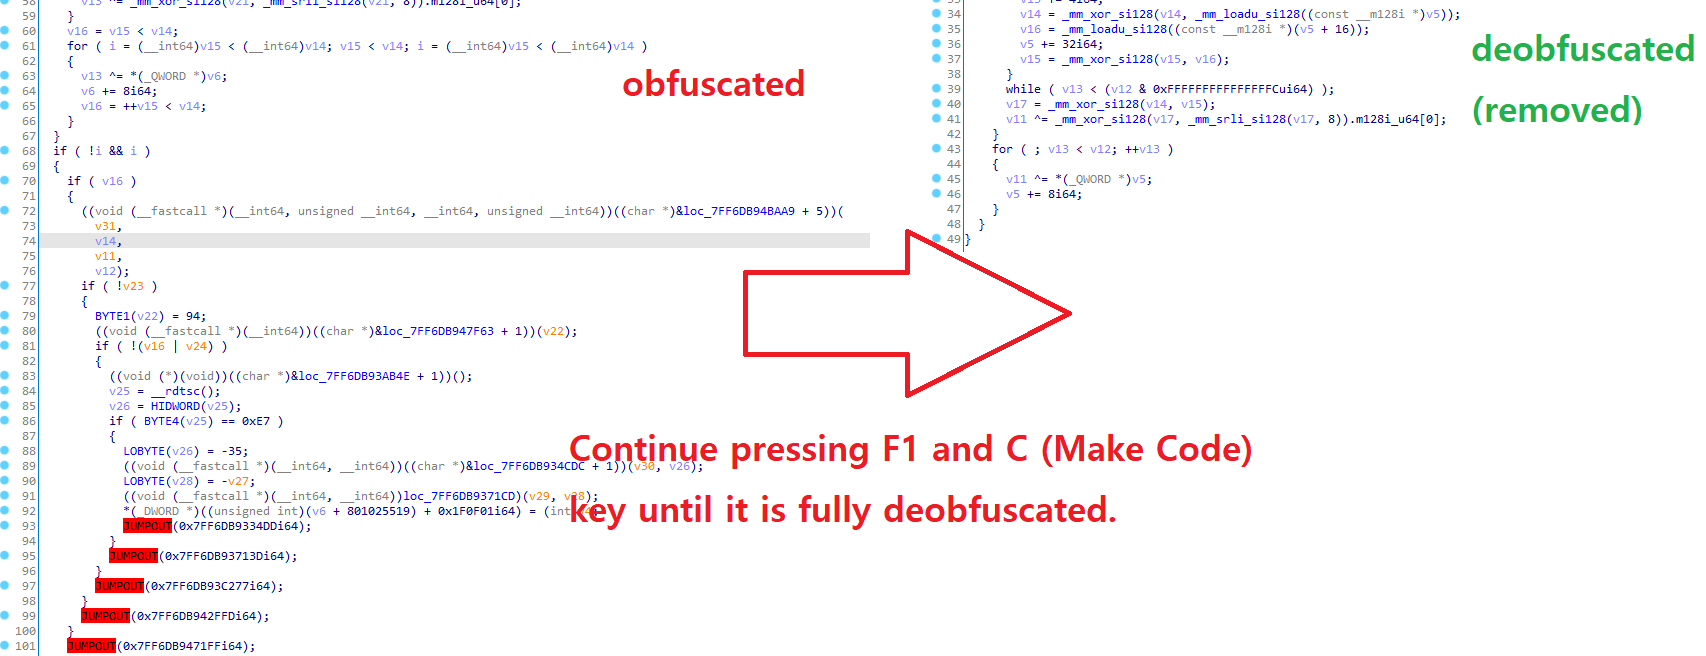 58 v13 ^= _mm_xor_si128(v21, _mm_srli_si128(v21, 8)).m128i_u64[0];
59 }
60 v16 = v15 < v14;
61 for ( i = (__int64)v15 < (__int64)v14; v15 < v14; i = (__int64)v15 < (__int64)v14 )
62 {
63 v13 ^= *(_QWORD *)v6;
64 v6 += 8i64;
65 v16 = ++v15 < v14;
66 }
67 }
68 if ( !i && i )
69 {
70 if ( v16 )
71 {
72 ((void (__fastcall *)(__int64, unsigned __int64, __int64, unsigned __int64))((char *)&loc_7FF6DB94BAA9 + 5))(
73 v31,
74 v14,
75 v11,
76 v12);
77 if ( !v23 )
78 {
79 BYTE1(v22) = 94;
80 ((void (__fastcall *)(__int64))((char *)&loc_7FF6DB947F63 + 1))(v22);
81 if ( !(v16 | v24) )
82 {
83 ((void (*)(void))((char *)&loc_7FF6DB93AB4E + 1))();
84 v25 = __rdtsc();
85 v26 = HIDWORD(v25);
86 if ( BYTE4(v25) == 0xE7 )
87 {
88 LOBYTE(v26) = -35;
89 ((void (__fastcall *)(__int64, __int64))((char *)&loc_7FF6DB934CDC + 1))(v30, v26);
90 LOBYTE(v28) = -v27;
91 ((void (__fastcall *)(__int64, __int64))loc_7FF6DB9371CD)(v29, v28);
92 *(_DWORD *)((unsigned int)(v6 + 801025519) + 0x1F0F01i64) = (int
93 JUMPOUT(0x7FF6DB9334DDi64);
94 }
95 JUMPOUT(0x7FF6DB93713Di64);
96 }
97 JUMPOUT(0x7FF6DB93C277i64);
98 }
99 JUMPOUT(0x7FF6DB942FFDi64);
100 }
101 JUMPOUT(0x7FF6DB9471FFi64);
obfuscated
34 v14 = _mm_xor_si128(v14, _mm_loadu_si128((const __m128i *)v5));
35 v16 = _mm_loadu_si128((const __m128i *)(v5 + 16));
36 v5 += 32i64;
37 v15 = _mm_xor_si128(v15, v16);
38 }
39 while ( v13 < (v12 & 0xFFFFFFFFFFFFFFFCui64) );
40 v17 = _mm_xor_si128(v14, v15);
41 v11 ^= _mm_xor_si128(v17, _mm_srli_si128(v17, 8)).m128i_u64[0];
42 }
43 for ( ; v13 < v12; ++v13 )
44 {
45 v11 ^= *(_QWORD *)v5;
46 v5 += 8i64;
47 }
48 }
49 }
deobfuscated
(removed)
Continue pressing F1 and C (Make Code)
key until it is fully deobfuscated.